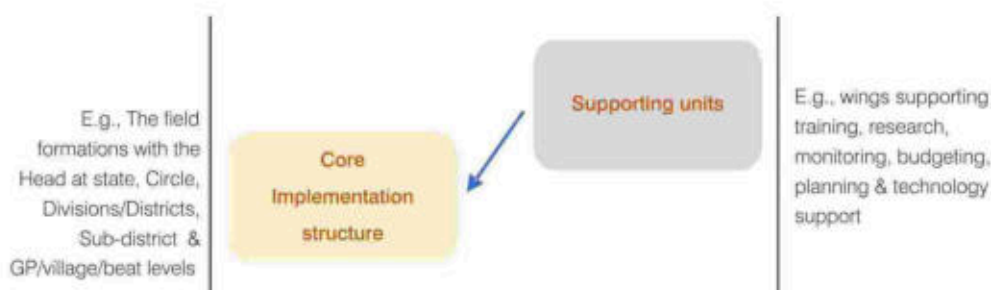 E.g., The field
formations with the
Head at state, Circle,
Divisions/Districts,
Sub-district &
GP/village/beat levels
Core
Implementation
structure
Supporting units
E.g., wings supporting
training, research,
monitoring, budgeting,
planning & technology
support